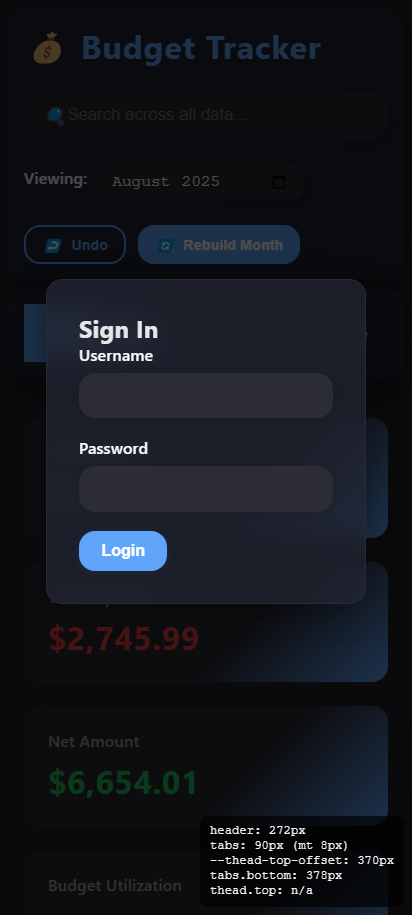 Budget Tracker
Search across all data...
Viewing: August 2025
Undo Rebuild Month
Sign In
Username
Password
Login
$2,745.99
Net Amount
$6,654.01
Budget Utilization
header: 272px
tabs: 90px (mt 8px)
--thead-top-offset: 370px
tabs.bottom: 378px
thead.top: n/a